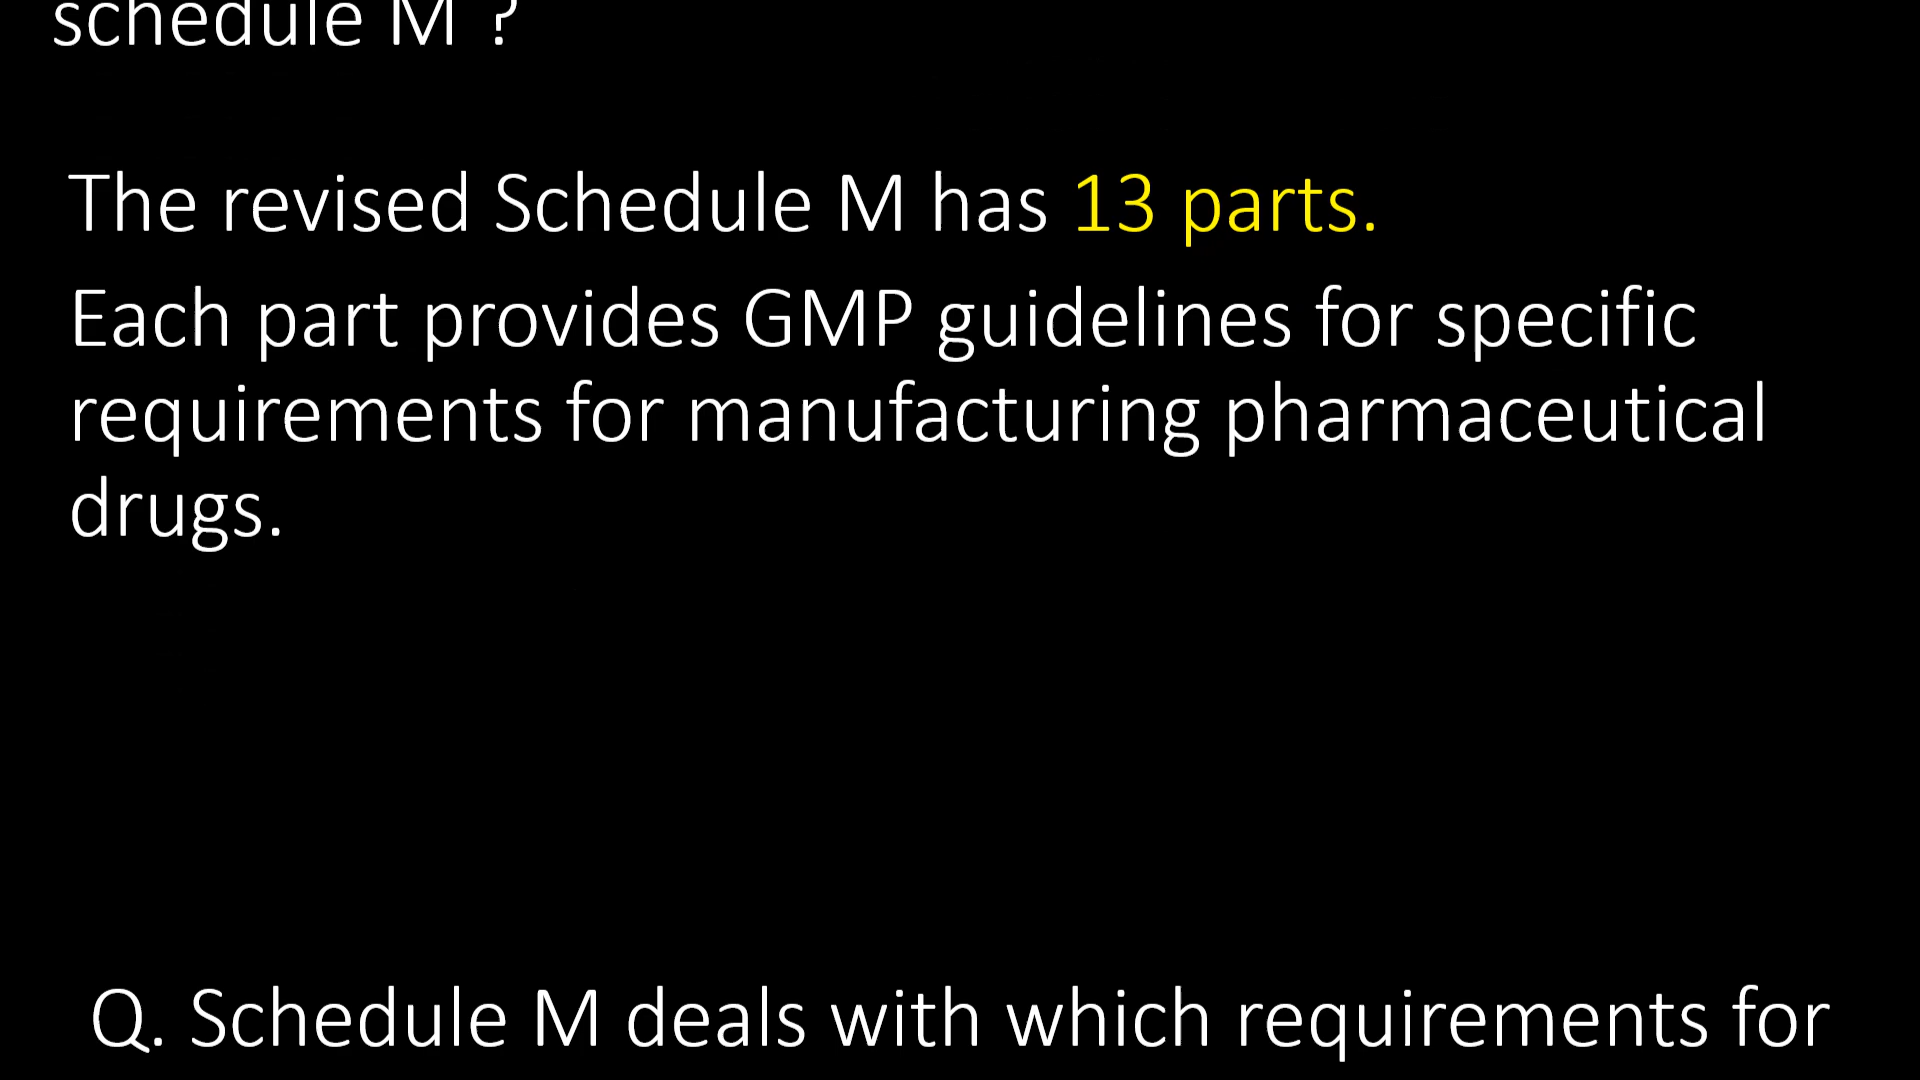 schedule M ?
The revised Schedule M has 13 parts.
Each part provides GMP guidelines for specific
requirements for manufacturing pharmaceutical
drugs.
Q. Schedule M deals with which requirements for